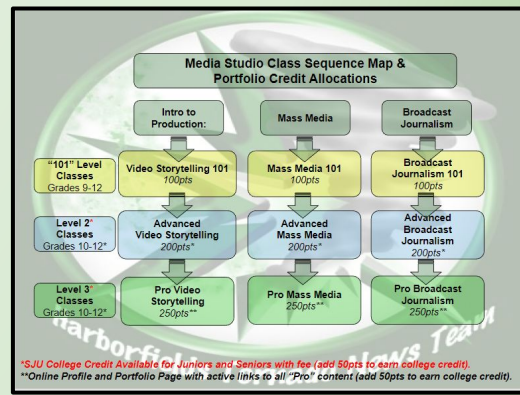 Media Studio Class Sequence Map &
Portfolio Credit Allocations
Intro to
Production:
Mass Media
Broadcast
Journalism
"101" Level
Classes
Grades 9-12
Video Storytelling 101
100pts
Mass Media 101
100pts
Broadcast
Journalism 101
100pts
Level 2*
Classes
Grades 10-12*
Advanced
Video Storytelling
200pts*
Advanced
Mass Media
200pts*
Advanced
Broadcast
Journalism
200pts*
Level 3*
Classes
Grades 10-12*
Pro Video
Storytelling
250pts**
Pro Mass Media
250pts**
Pro Broadcast
Journalism
250pts**
Harborfields Tornado News Team
*SJU College Credit Available for Juniors and Seniors with fee (add 50pts to earn college credit).
**Online Profile and Portfolio Page with active links to all "Pro" content (add 50pts to earn college credit).